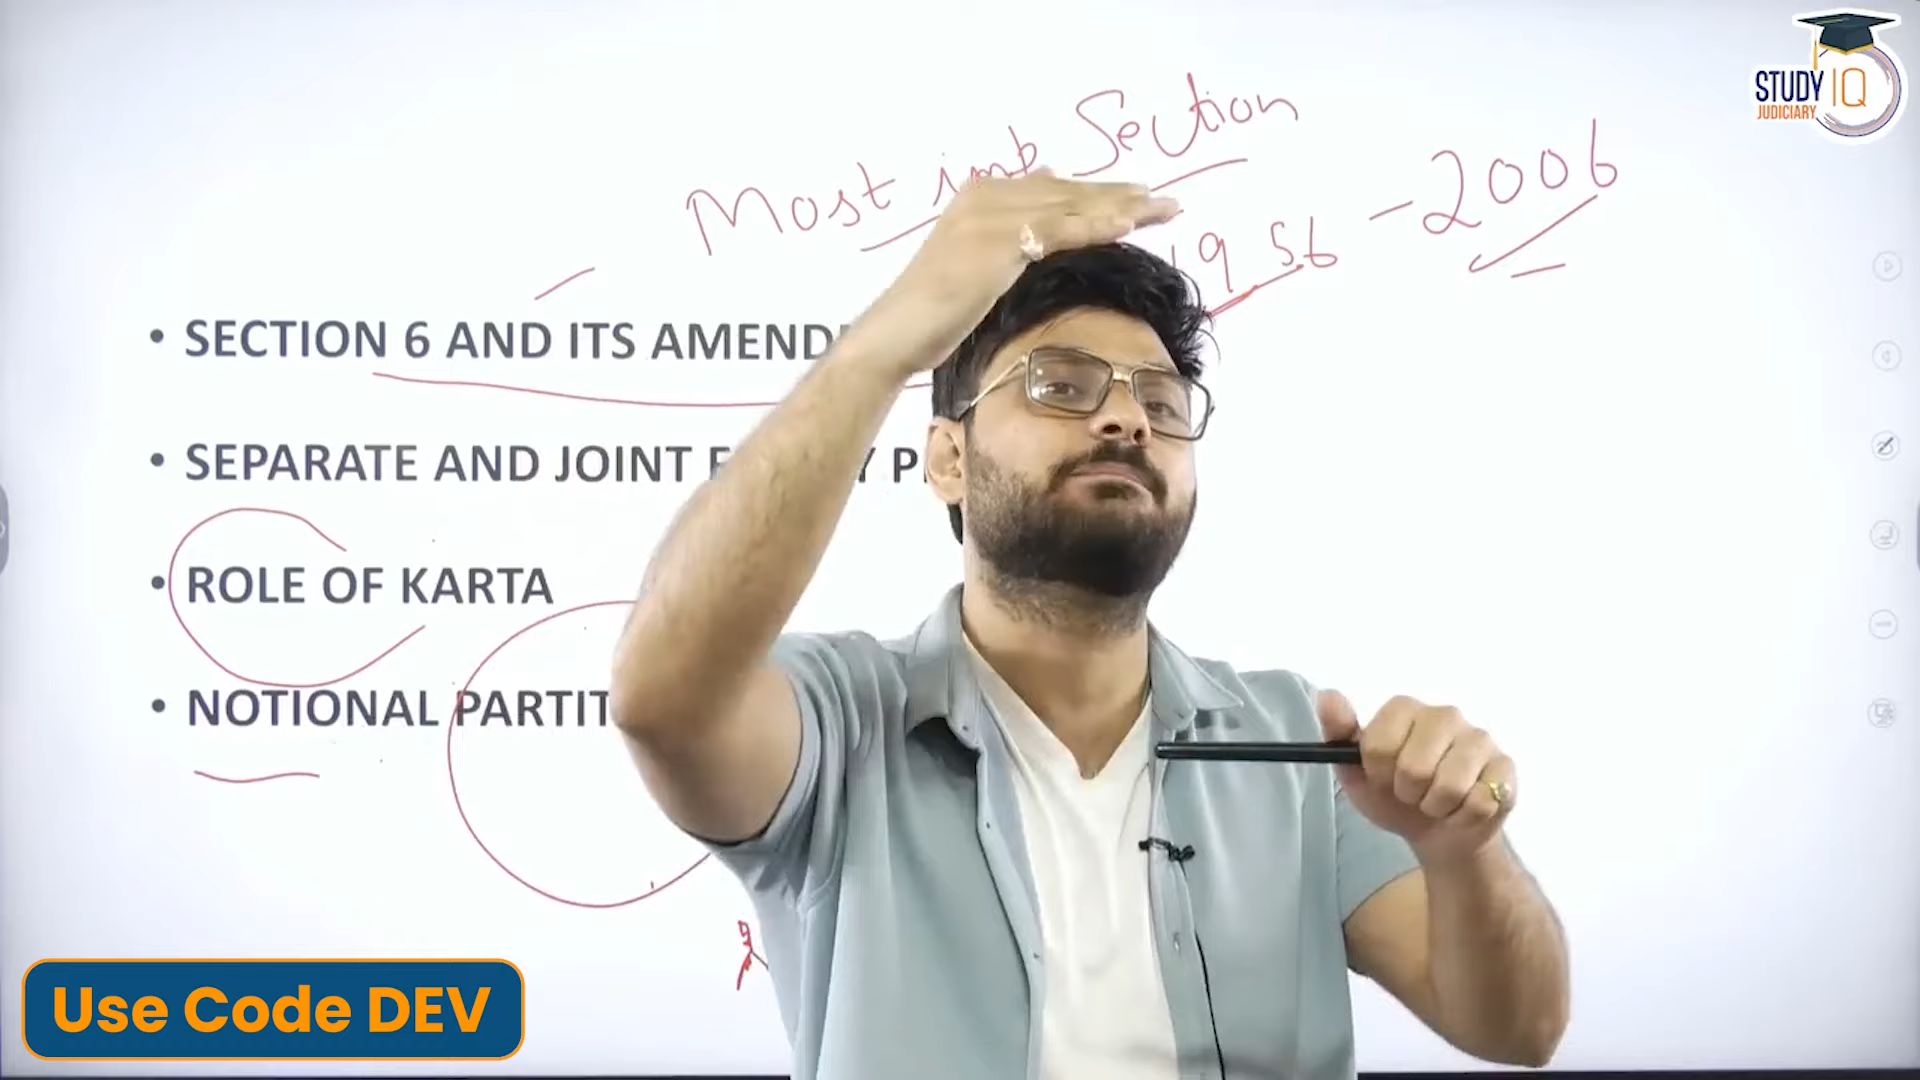 STUDY IQ
JUDICIARY
Most imp Section
1956 - 2006
• SECTION 6 AND ITS AMEND
• SEPARATE AND JOINT F Y P
• ROLE OF KARTA
• NOTIONAL PARTIT
Use Code DEV